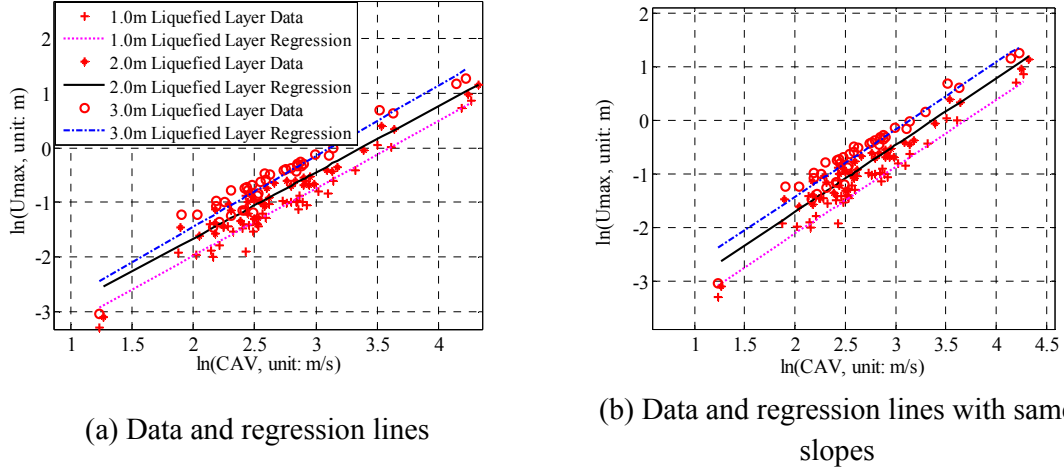 1.0m Liquefied Layer Data
1.0m Liquefied Layer Regression
2.0m Liquefied Layer Data
2.0m Liquefied Layer Regression
3.0m Liquefied Layer Data
3.0m Liquefied Layer Regression
ln(Umax, unit: m)
2
1
0
-1
-2
-3
1 1.5 2 2.5 3 3.5 4 4.5
ln(CAV, unit: m/s)
(a) Data and regression lines
ln(Umax, unit: m)
2
1
0
-1
-2
-3
1 1.5 2 2.5 3 3.5 4 4.5
ln(CAV, unit: m/s)
(b) Data and regression lines with same
slopes